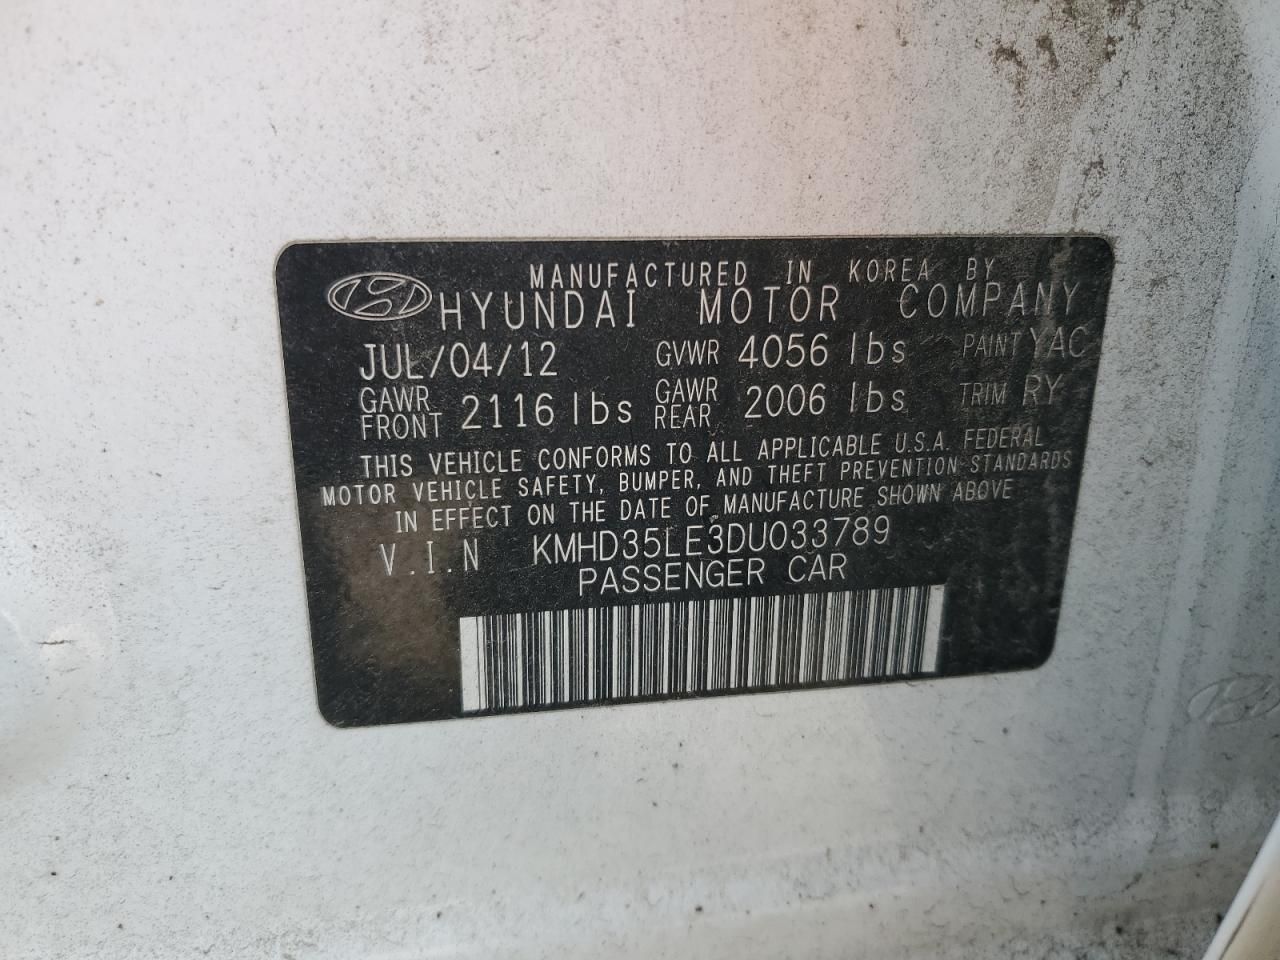 MANUFACTURED IN KOREA BY
HYUNDAI MOTOR COMPANY
JUL/04/12 GVWR 4056 lbs PAINT YAC
GAWR FRONT 2116 lbs GAWR REAR 2006 lbs TRIM RY
THIS VEHICLE CONFORMS TO ALL APPLICABLE U.S.A. FEDERAL
MOTOR VEHICLE SAFETY, BUMPER, AND THEFT PREVENTION STANDARDS
IN EFFECT ON THE DATE OF MANUFACTURE SHOWN ABOVE
V.I.N KMHD35LE3DU033789
PASSENGER CAR